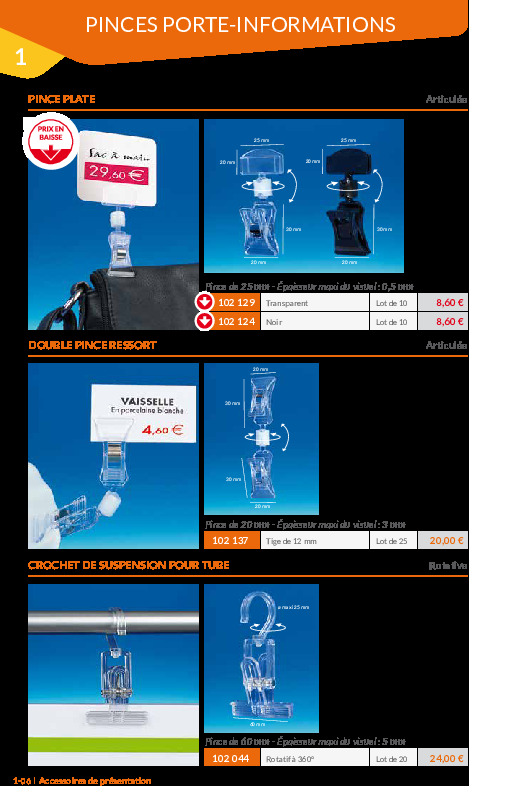 PINCES PORTE-INFORMATIONS
1
PINCE PLATE Articulée
PRIX EN
BAISSE
Sac à main
29,60 €
25 mm
20 mm
30 mm
20 mm
25 mm
20 mm
30 mm
20 mm
Pince de 25 mm - Épaisseur maxi du visuel : 0,5 mm
102 129 Transparent Lot de 10 8,60 €
102 124 Noir Lot de 10 8,60 €
DOUBLE PINCE RESSORT Articulée
VAISSELLE
En porcelaine blanche
4,60 €
20 mm
30 mm
30 mm
20 mm
Pince de 20 mm - Épaisseur maxi du visuel : 3 mm
102 137 Tige de 12 mm Lot de 25 20,00 €
CROCHET DE SUSPENSION POUR TUBE Rotative
ø maxi 25 mm
60 mm
Pince de 60 mm - Épaisseur maxi du visuel : 5 mm
102 044 Rotatif à 360° Lot de 20 24,00 €
1-06 | Accessoires de présentation